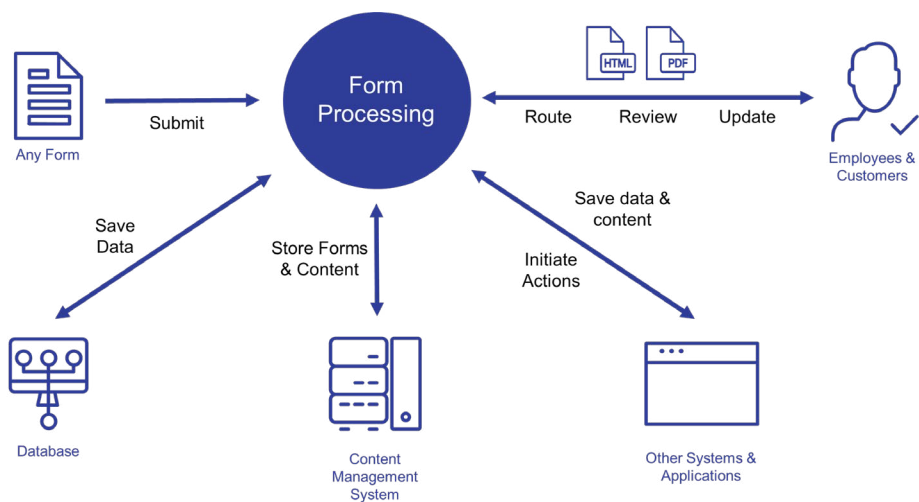 Form
Processing
HTML
PDF
Submit
Route
Review
Update
Any Form
Employees &
Customers
Save
Data
Store Forms
& Content
Save data &
content
Initiate
Actions
Database
Content
Management
System
Other Systems &
Applications